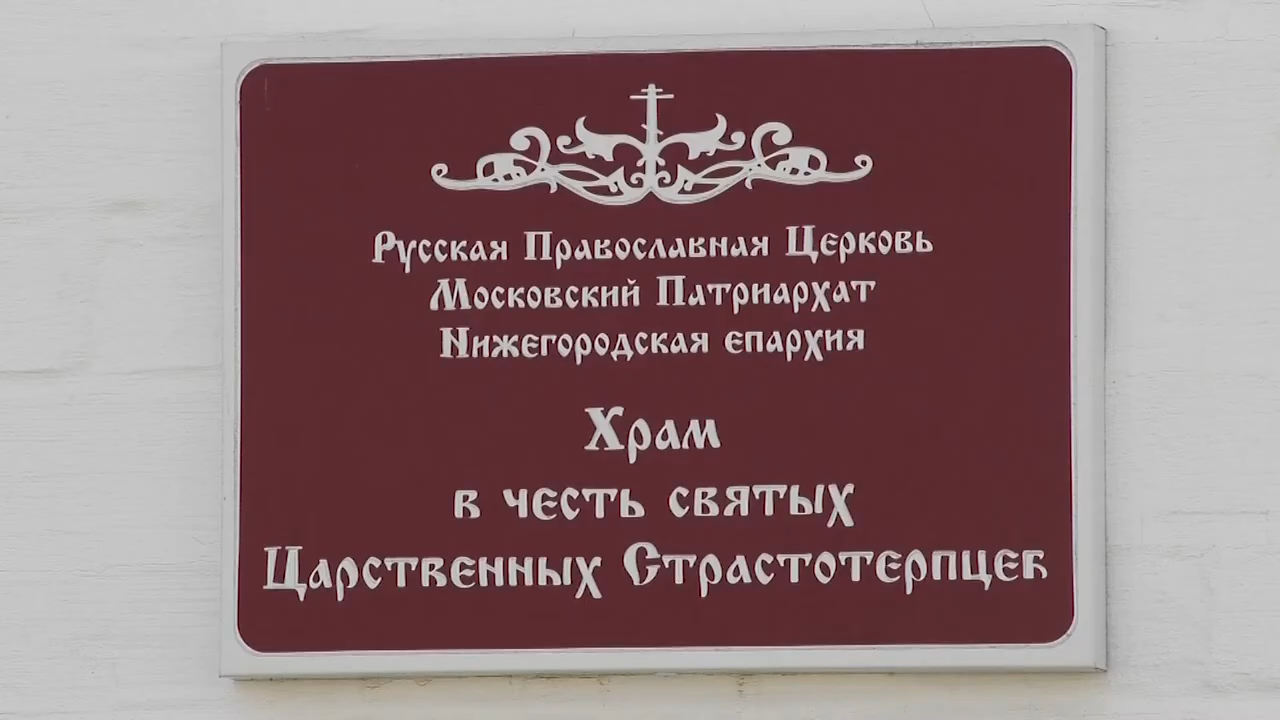 Русская Православная Церковь
Московский Патриархат
Нижегородская епархия
Храм
в честь святых
Царственных Страстотерпцев